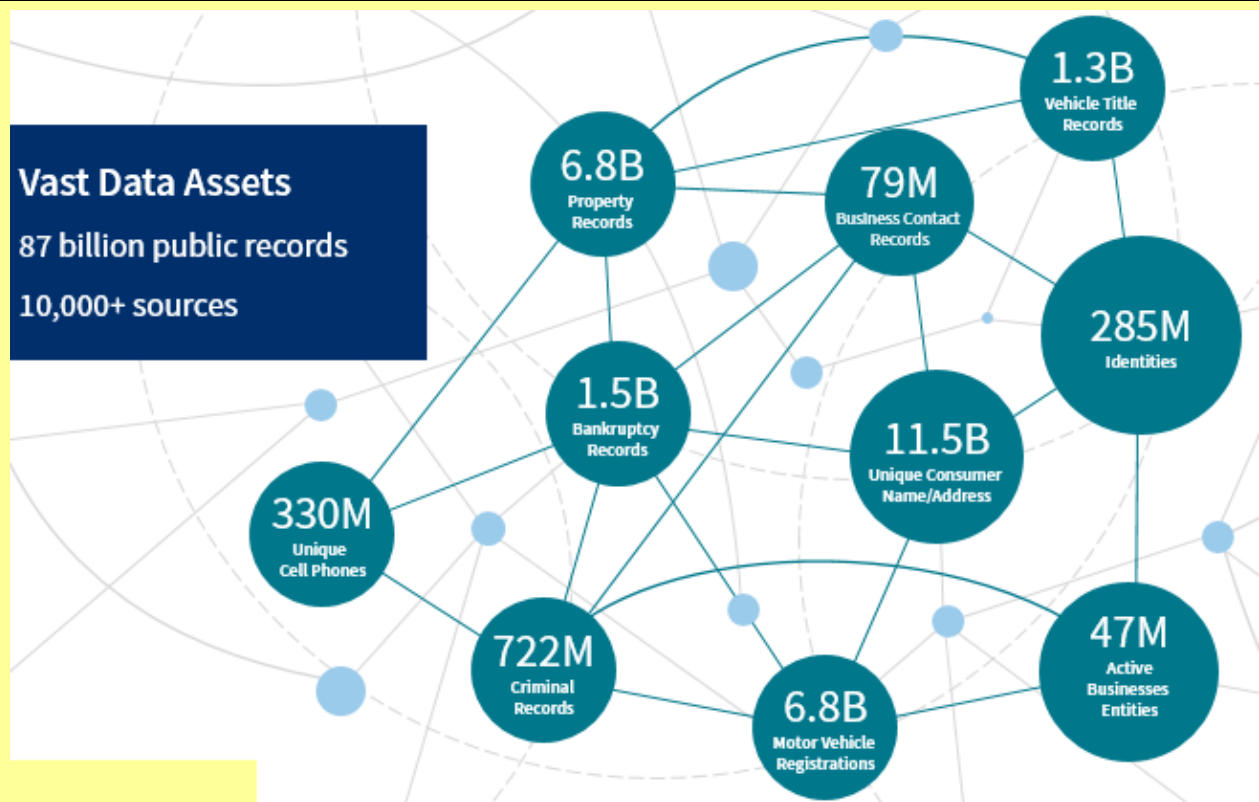 Vast Data Assets
87 billion public records
10,000+ sources
1.3B
Vehicle Title
Records
6.8B
Property
Records
79M
Business Contact
Records
285M
Identities
1.5B
Bankruptcy
Records
11.5B
Unique Consumer
Name/Address
330M
Unique
Cell Phones
722M
Criminal
Records
6.8B
Motor Vehicle
Registrations
47M
Active
Businesses
Entities